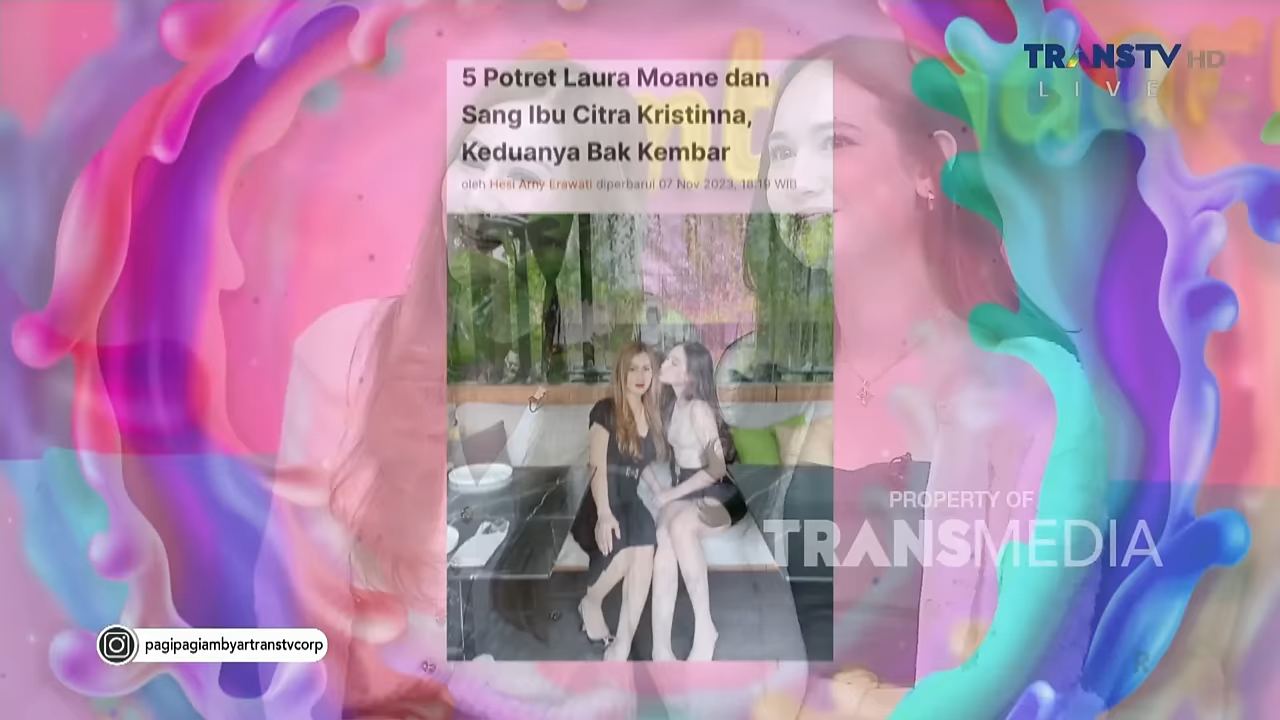 5 Potret Laura Moane dan
Sang Ibu Citra Kristinna,
Keduanya Bak Kembar
oleh Hesi Arny Erawati diperbarui 07 Nov 2023, 18:19 WIB
TRANSTV HD
LIVE
PROPERTY OF
TRANSMEDIA
pagipagiambyartranstvcorp